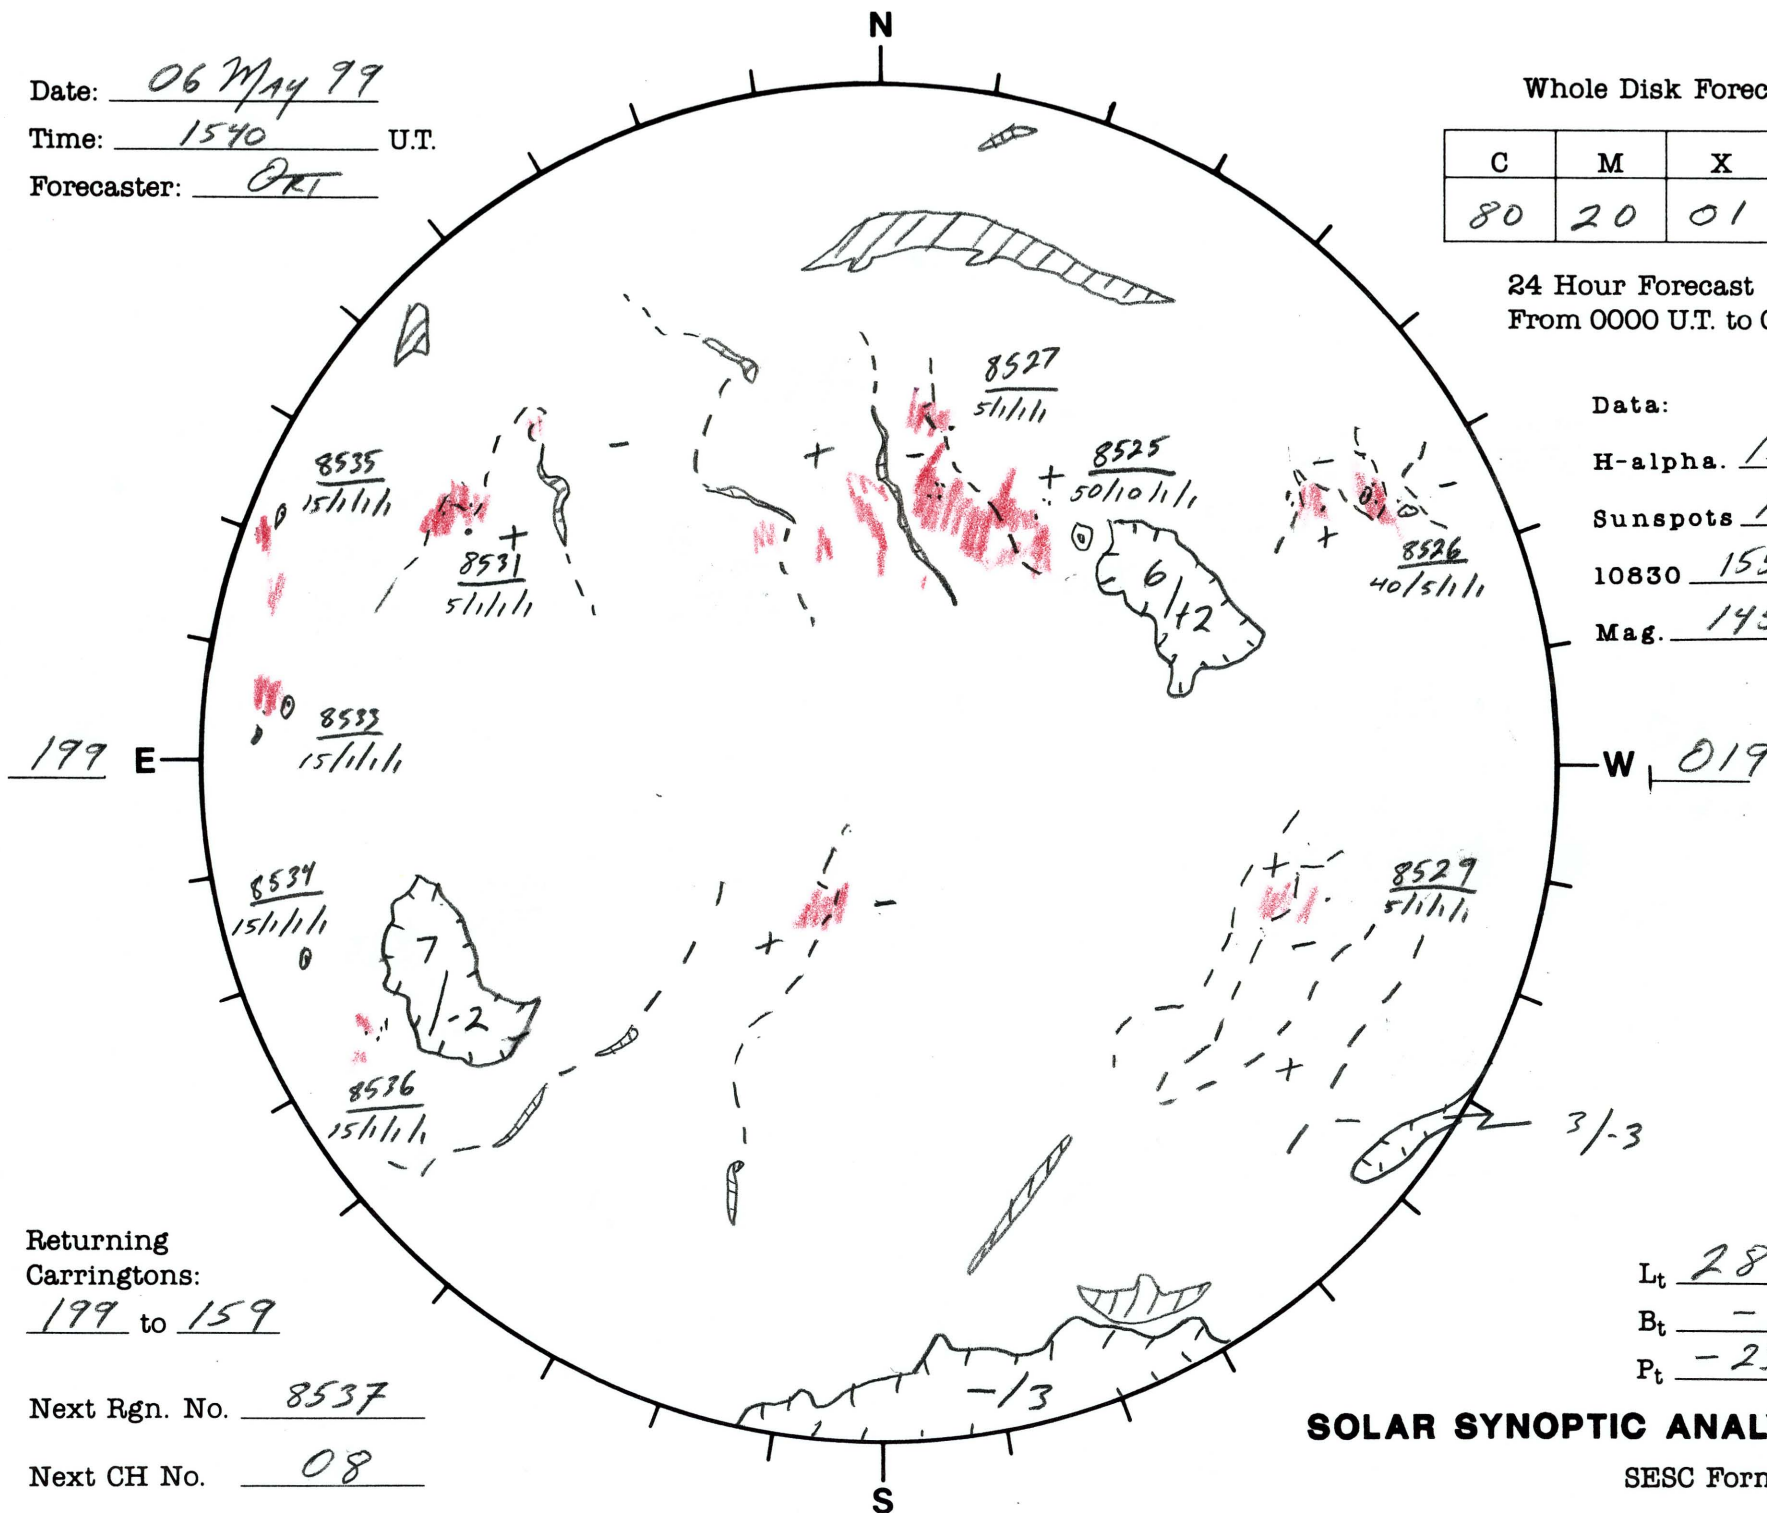 N
Date: 06 May 99
Time: 1540 U.T.
Forecaster:
Whole Disk Forec
C M X
80 20 01
24 Hour Forecast
From 0000 U.T. to
Data:
H-alpha.
Sunspots
10830 155
Mag. 145
8527
5/1/1/1
8525
50/10/1/1
8535
15/1/1/1
8531
5/1/1/1
8526
40/5/1/1
6/+2
8533
15/1/1/1
199 E
W 019
8534
15/1/1/1
8529
5/1/1/1
7/-2
8536
15/1/1/1
3/-3
-/3
Returning
Carringtons:
199 to 159
Next Rgn. No. 8537
Next CH No. 08
Lt 28
Bt -
Pt -2
S
SOLAR SYNOPTIC ANAL
SESC Form